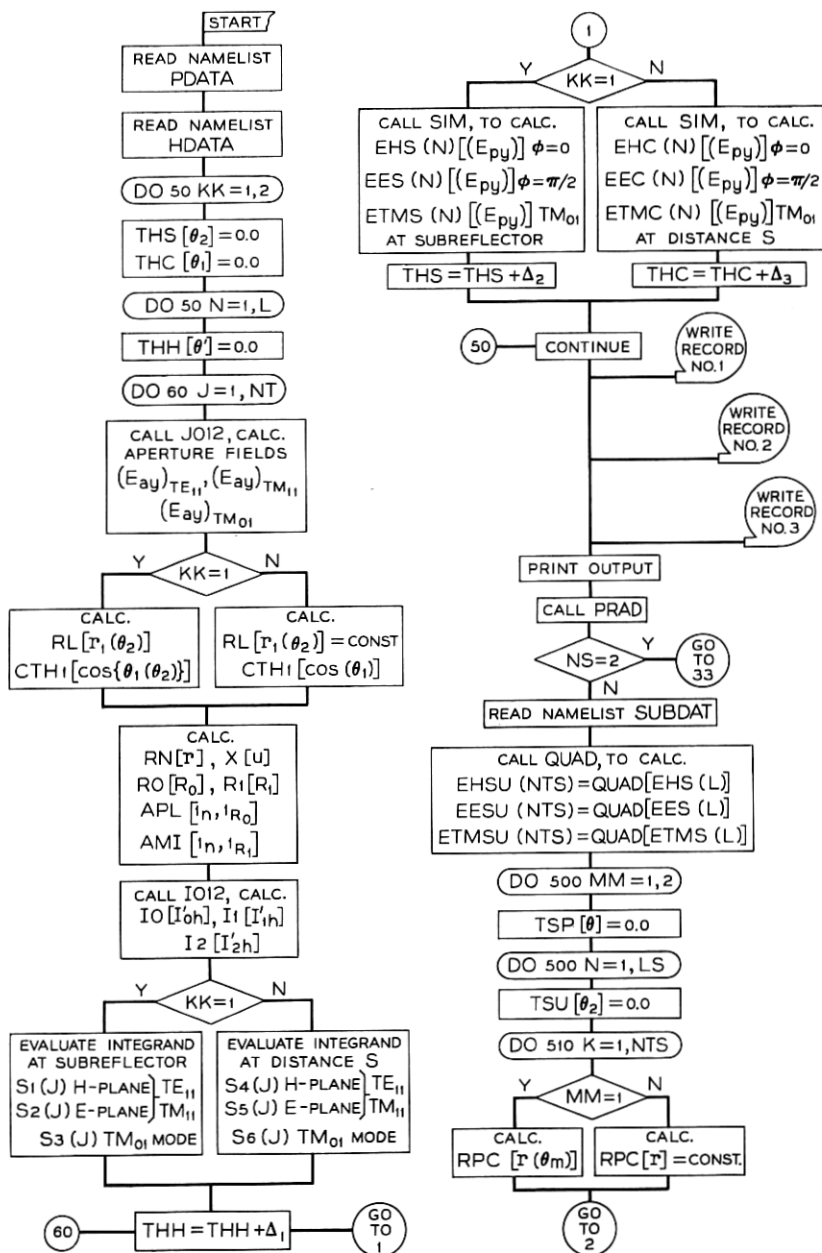 START
READ NAMELIST
PDATA
READ NAMELIST
HDATA
DO 50 KK=1,2
THS [θ₂] = 0.0
THC [θ₁] = 0.0
DO 50 N=1,L
THH [θ'] = 0.0
DO 60 J=1, NT
CALL JO12, CALC.
APERTURE FIELDS
(Eay)TE₁₁, (Eay)TM₁₁
(Eay)TM₀₁
Y KK=1 N
CALC.
RL [r₁ (θ₂)]
CTH1 [cos{θ₁(θ₂)}]
CALC.
RL [r₁ (θ₂)] = CONST
CTH1 [cos (θ₁)]
CALC.
RN [r] , X [u]
RO [R₀], R1 [R₁]
APL [1n, 1R₀]
AMI [1n, 1R₁]
CALL IO12, CALC.
IO [I'oh], I1 [I'1h]
I2 [I'2h]
Y KK=1 N
EVALUATE INTEGRAND
AT SUBREFLECTOR
S1 (J) H-PLANE} TE₁₁
S2 (J) E-PLANE} TM₁₁
S3 (J) TM₀₁ MODE
EVALUATE INTEGRAND
AT DISTANCE S
S4 (J) H-PLANE} TE₁₁
S5 (J) E-PLANE} TM₁₁
S6 (J) TM₀₁ MODE
60
THH = THH + Δ₁
GO
TO
1
1
Y KK=1 N
CALL SIM, TO CALC.
EHS (N) [(Epy)] φ=0
EES (N) [(Epy)] φ=π/2
ETMS (N) [(Epy)] TM₀₁
AT SUBREFLECTOR
CALL SIM, TO CALC.
EHC (N) [(Epy)] φ=0
EEC (N) [(Epy)] φ=π/2
ETMC (N) [(Epy)] TM₀₁
AT DISTANCE S
THS = THS + Δ₂
THC = THC + Δ₃
50
CONTINUE
WRITE
RECORD
NO.1
WRITE
RECORD
NO. 2
WRITE
RECORD
NO. 3
PRINT OUTPUT
CALL PRAD
NS=2 Y
N
GO
TO
33
READ NAMELIST SUBDAT
CALL QUAD, TO CALC.
EHSU (NTS) = QUAD [EHS (L)]
EESU (NTS) = QUAD [EES (L)]
ETMSU (NTS) = QUAD [ETMS (L)]
DO 500 MM = 1, 2
TSP [θ] = 0.0
DO 500 N=1, LS
TSU [θ₂] = 0.0
DO 510 K=1, NTS
Y MM=1 N
CALC.
RPC [r (θm)]
CALC.
RPC [r] = CONST.
GO
TO
2